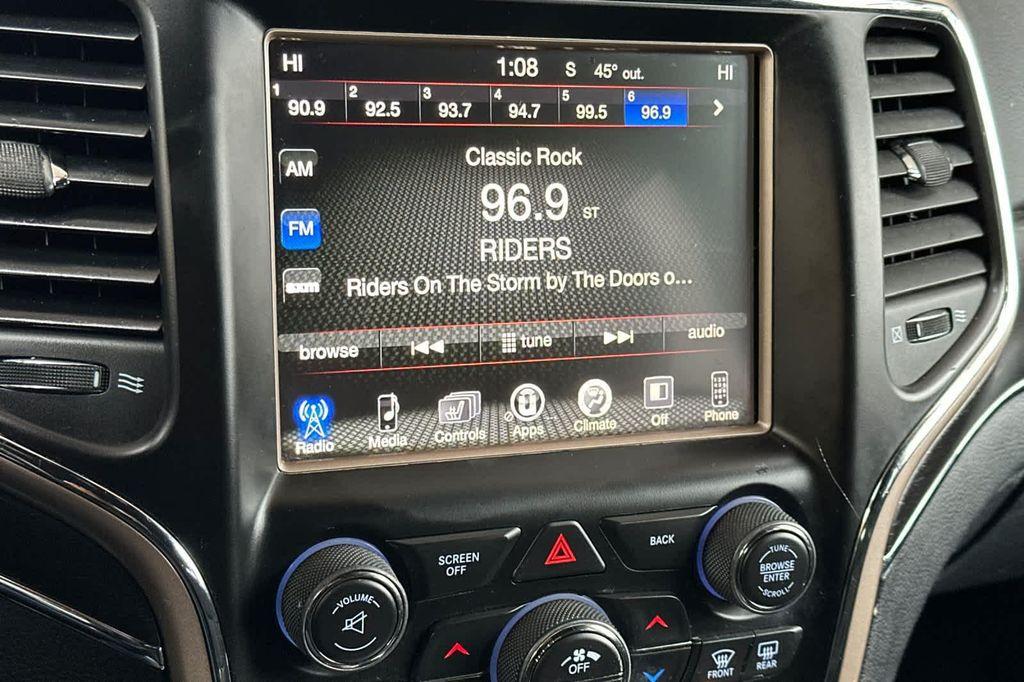 HI 1:08 S 45° out. HI
1 90.9 2 92.5 3 93.7 4 94.7 5 99.5 6 96.9
Classic Rock
AM
96.9 ST
FM
RIDERS
sxm
Riders On The Storm by The Doors o...
browse tune audio
Radio Media Controls Apps Climate Off Phone
SCREEN
OFF
BACK
TUNE
BROWSE
ENTER
SCROLL
VOLUME
OFF
FRONT REAR